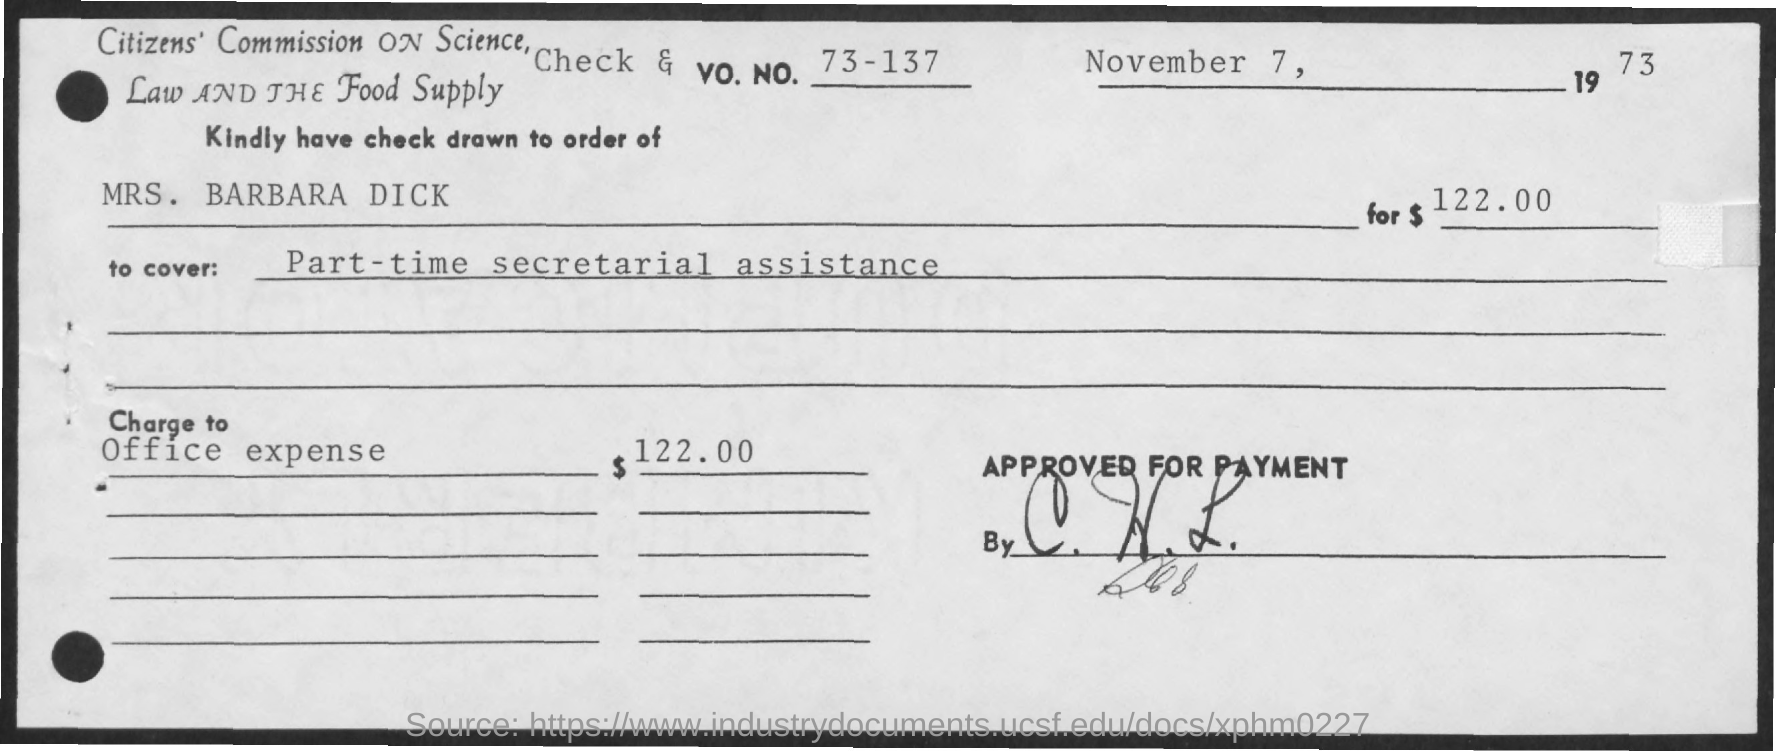 Citizens' Commission ON Science,
Law AND THE Food Supply
Check & VO. NO. 73-137 November 7, 19 73
Kindly have check drawn to order of
MRS. BARBARA DICK for $ 122.00
to cover: Part-time secretarial assistance
Charge to
Office expense $ 122.00
APPROVED FOR PAYMENT
By C. W. L.
Source: https://www.industrydocuments.ucsf.edu/docs/xphm0227